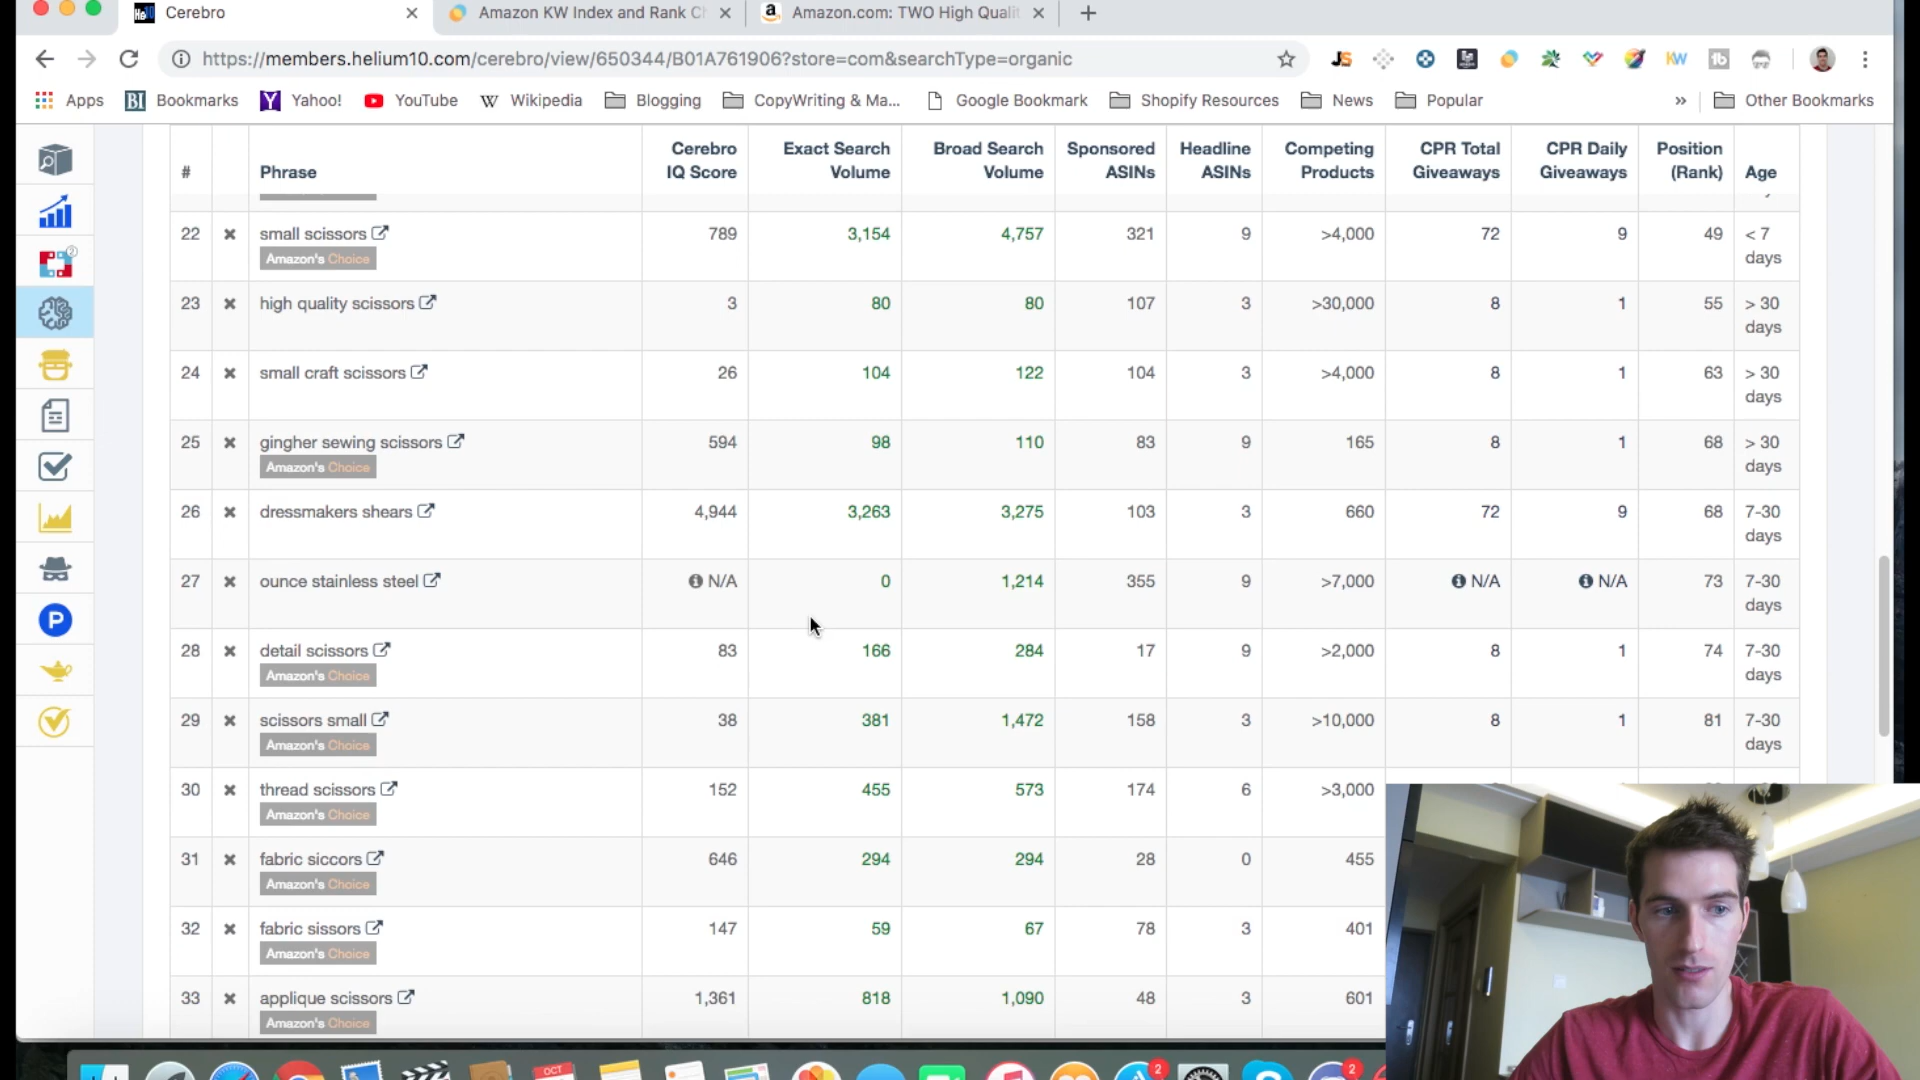 Cerebro
Amazon KW Index and Rank Ch
Amazon.com: TWO High Qualit
https://members.helium10.com/cerebro/view/650344/B01A761906?store=com&searchType=organic
Apps Bookmarks Yahoo! YouTube Wikipedia Blogging CopyWriting & Ma... Google Bookmark Shopify Resources News Popular » Other Bookmarks
# Phrase Cerebro IQ Score Exact Search Volume Broad Search Volume Sponsored ASINs Headline ASINs Competing Products CPR Total Giveaways CPR Daily Giveaways Position (Rank) Age
22 small scissors 789 3,154 4,757 321 9 >4,000 72 9 49 < 7 days
Amazon's Choice
23 high quality scissors 3 80 80 107 3 >30,000 8 1 55 > 30 days
24 small craft scissors 26 104 122 104 3 >4,000 8 1 63 > 30 days
25 gingher sewing scissors 594 98 110 83 9 165 8 1 68 > 30 days
Amazon's Choice
26 dressmakers shears 4,944 3,263 3,275 103 3 660 72 9 68 7-30 days
27 ounce stainless steel N/A 0 1,214 355 9 >7,000 N/A N/A 73 7-30 days
28 detail scissors 83 166 284 17 9 >2,000 8 1 74 7-30 days
Amazon's Choice
29 scissors small 38 381 1,472 158 3 >10,000 8 1 81 7-30 days
Amazon's Choice
30 thread scissors 152 455 573 174 6 >3,000
Amazon's Choice
31 fabric siccors 646 294 294 28 0 455
Amazon's Choice
32 fabric sissors 147 59 67 78 3 401
Amazon's Choice
33 applique scissors 1,361 818 1,090 48 3 601
Amazon's Choice
OCT
2
2